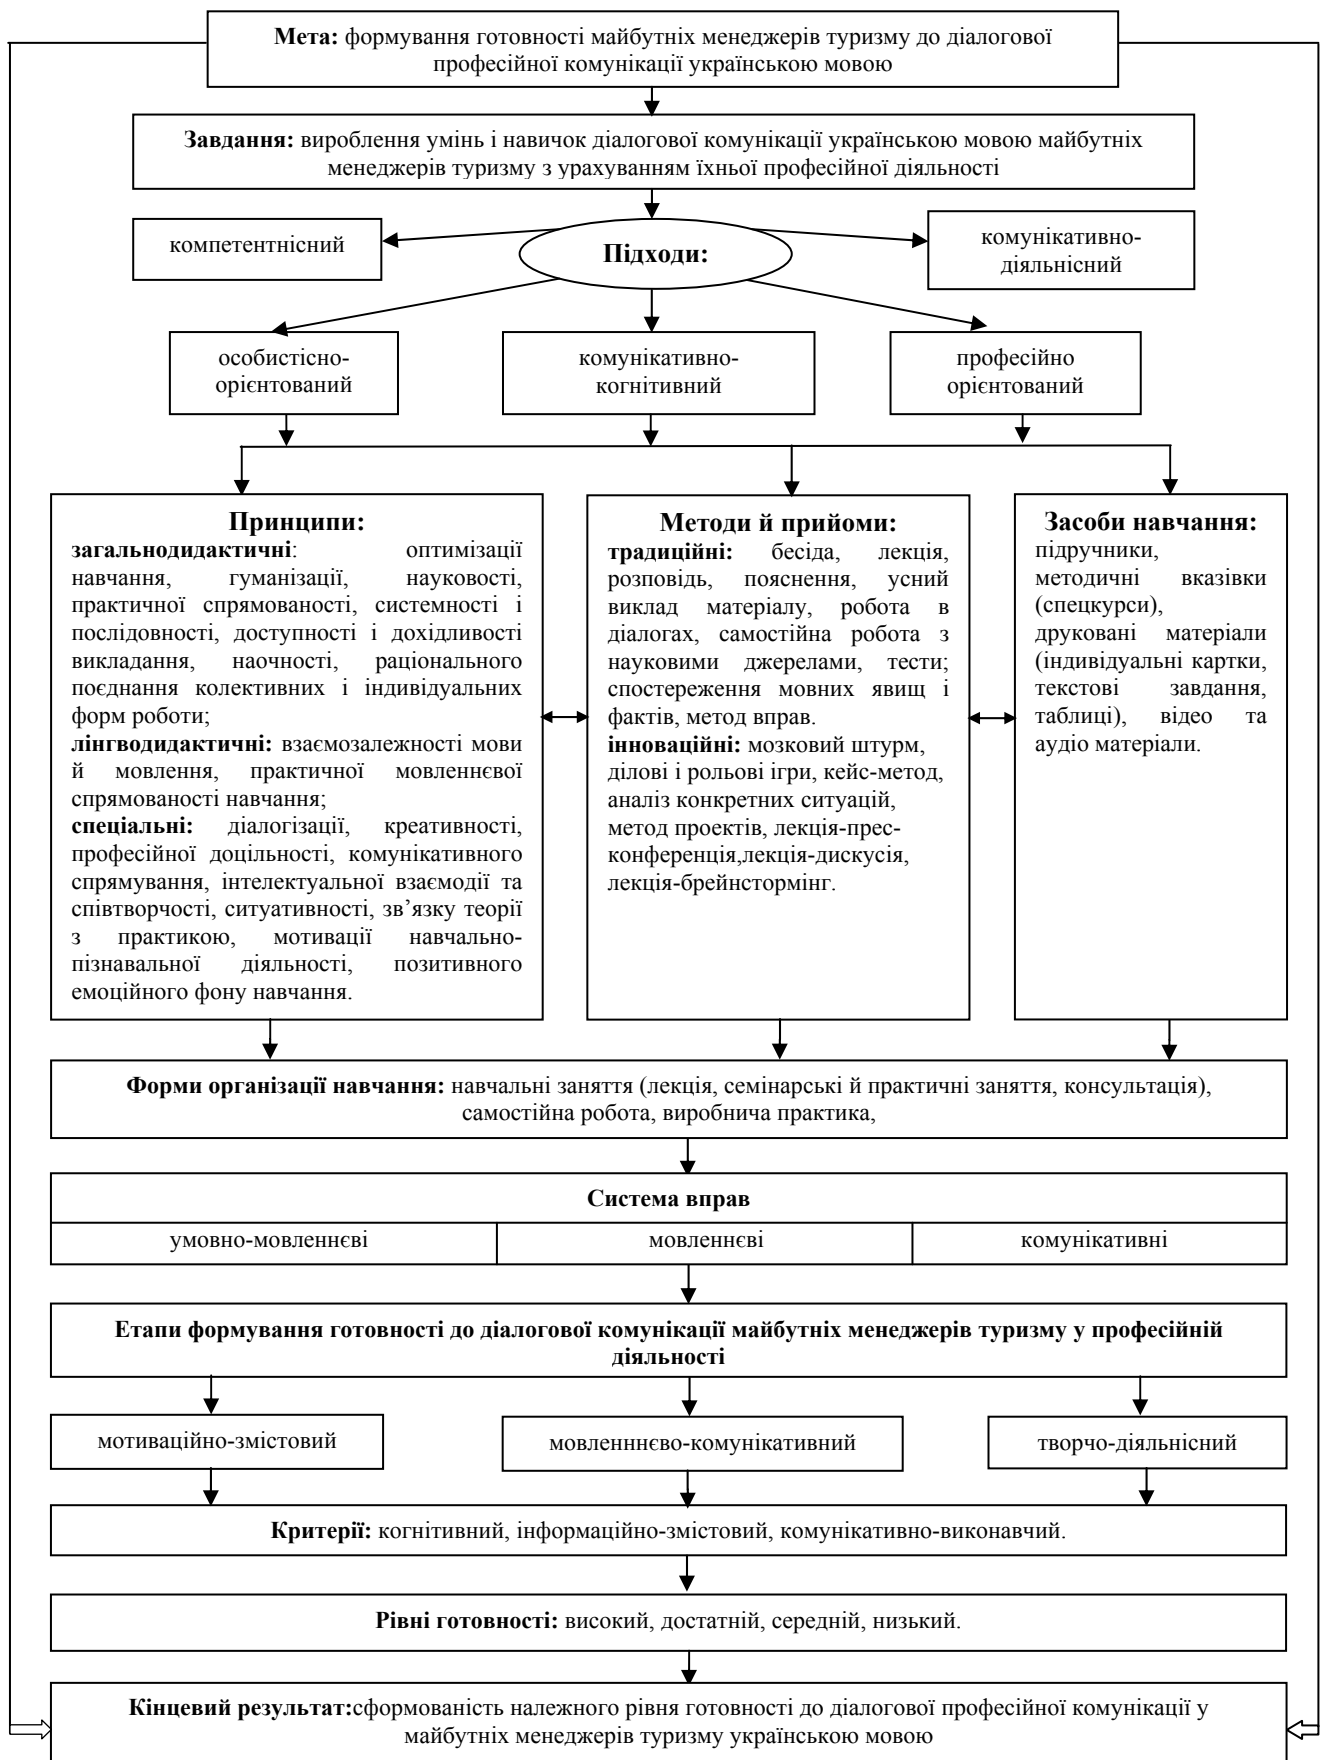 Мета: формування готовності майбутніх менеджерів туризму до діалогової
професійної комунікації українською мовою
Завдання: вироблення умінь і навичок діалогової комунікації українською мовою майбутніх
менеджерів туризму з урахуванням їхньої професійної діяльності
компетентнісний
Підходи:
комунікативно-
діяльнісний
особистісно-
орієнтований
комунікативно-
когнітивний
професійно
орієнтований
Принципи:
загальнодидактичні: оптимізації
навчання, гуманізації, науковості,
практичної спрямованості, системності і
послідовності, доступності і дохідливості
викладання, наочності, раціонального
поєднання колективних і індивідуальних
форм роботи;
лінгводидактичні: взаємозалежності мови
й мовлення, практичної мовленнєвої
спрямованості навчання;
спеціальні: діалогізації, креативності,
професійної доцільності, комунікативного
спрямування, інтелектуальної взаємодії та
співтворчості, ситуативності, зв’язку теорії
з практикою, мотивації навчально-
пізнавальної діяльності, позитивного
емоційного фону навчання.
Методи й прийоми:
традиційні: бесіда, лекція,
розповідь, пояснення, усний
виклад матеріалу, робота в
діалогах, самостійна робота з
науковими джерелами, тести;
спостереження мовних явищ і
фактів, метод вправ.
інноваційні: мозковий штурм,
ділові і рольові ігри, кейс-метод,
аналіз конкретних ситуацій,
метод проектів, лекція-прес-
конференція,лекція-дискусія,
лекція-брейнстормінг.
Засоби навчання:
підручники,
методичні вказівки
(спецкурси),
друковані матеріали
(індивідуальні картки,
текстові завдання,
таблиці), відео та
аудіо матеріали.
Форми організації навчання: навчальні заняття (лекція, семінарські й практичні заняття, консультація),
самостійна робота, виробнича практика,
Система вправ
умовно-мовленнєві
мовленнєві
комунікативні
Етапи формування готовності до діалогової комунікації майбутніх менеджерів туризму у професійній
діяльності
мотиваційно-змістовий
мовленннєво-комунікативний
творчо-діяльнісний
Критерії: когнітивний, інформаційно-змістовий, комунікативно-виконавчий.
Рівні готовності: високий, достатній, середній, низький.
Кінцевий результат:сформованість належного рівня готовності до діалогової професійної комунікації у
майбутніх менеджерів туризму українською мовою